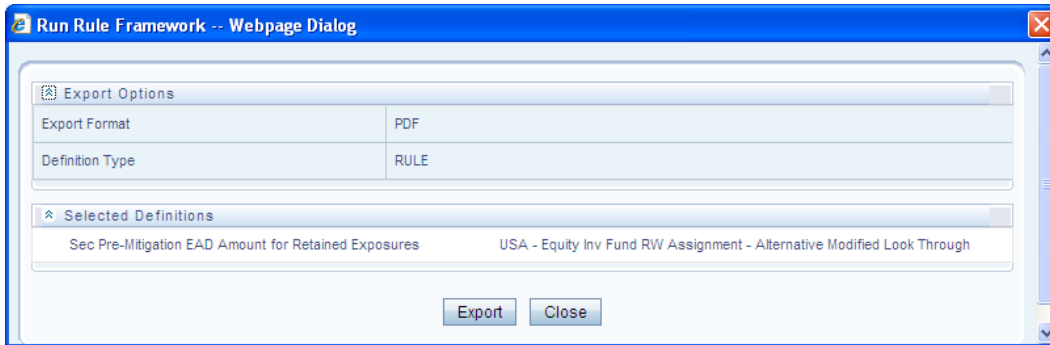 Run Rule Framework -- Webpage Dialog
Export Options
Export Format PDF
Definition Type RULE
Selected Definitions
Sec Pre-Mitigation EAD Amount for Retained Exposures USA - Equity Inv Fund RW Assignment - Alternative Modified Look Through
Export Close